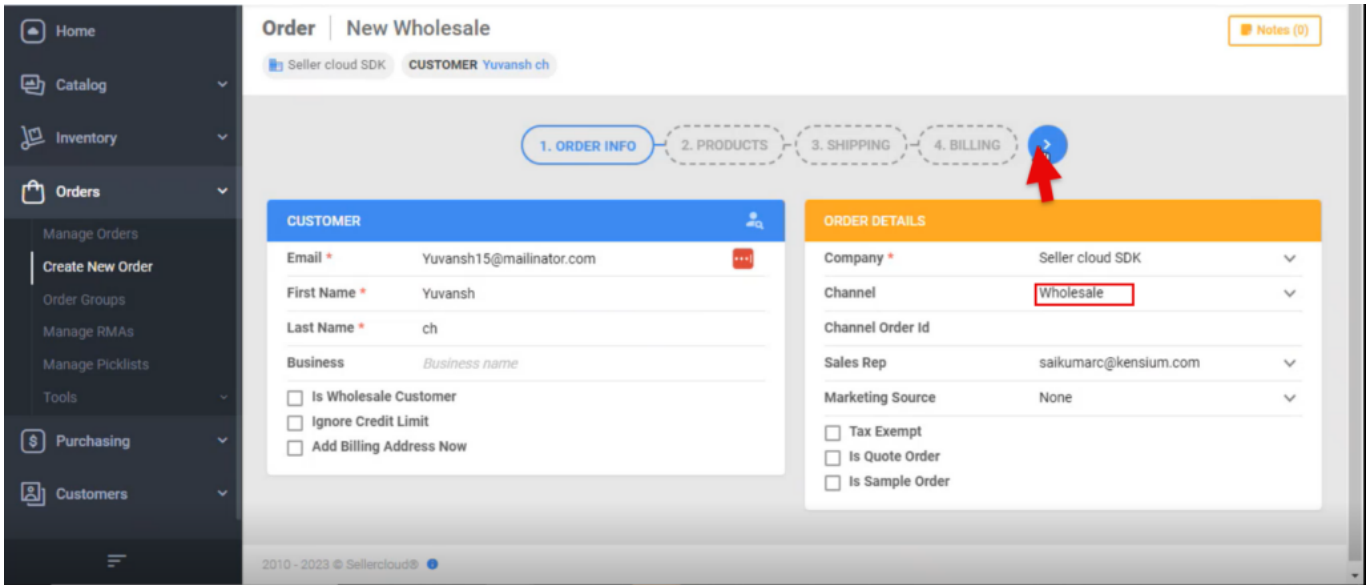 Home
Catalog
Inventory
Orders
Manage Orders
Create New Order
Order Groups
Manage RMAs
Manage Picklists
Tools
Purchasing
Customers
Order | New Wholesale
Notes (0)
Seller cloud SDK CUSTOMER Yuvansh ch
1. ORDER INFO 2. PRODUCTS 3. SHIPPING 4. BILLING
CUSTOMER
Email * Yuvansh15@mailinator.com
First Name * Yuvansh
Last Name * ch
Business Business name
Is Wholesale Customer
Ignore Credit Limit
Add Billing Address Now
ORDER DETAILS
Company * Seller cloud SDK
Channel Wholesale
Channel Order Id
Sales Rep saikumarc@kensium.com
Marketing Source None
Tax Exempt
Is Quote Order
Is Sample Order
2010 - 2023 © Sellercloud®